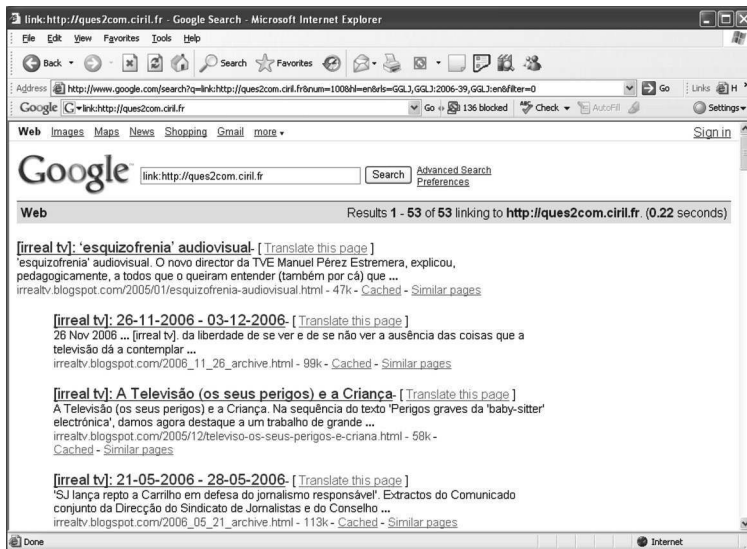 link:http://ques2com.ciril.fr - Google Search - Microsoft Internet Explorer
File Edit View Favorites Tools Help
Back Search Favorites
Address http://www.google.com/search?q=link:http://ques2com.ciril.fr&num=100&hl=en&rls=GGLJ,GGLJ:2006-39,GGLJ:en&filter=0 Go Links H
Google G link:http://ques2com.ciril.fr Go 136 blocked ABC Check AutoFill Settings
Web Images Maps News Shopping Gmail more Sign in
Google link:http://ques2com.ciril.fr Search Advanced Search
Preferences
Web Results 1 - 53 of 53 linking to http://ques2com.ciril.fr. (0.22 seconds)
[irreal tv]: 'esquizofrenia' audiovisual- [ Translate this page ]
'esquizofrenia' audiovisual. O novo director da TVE Manuel Pérez Estremera, explicou,
pedagogicamente, a todos que o queiram entender (também por cá) que ...
irrealtv.blogspot.com/2005/01/esquizofrenia-audiovisual.html - 47k - Cached - Similar pages
[irreal tv]: 26-11-2006 - 03-12-2006- [ Translate this page ]
26 Nov 2006 ... [irreal tv]. da liberdade de se ver e de se não ver a ausência das coisas que a
televisão dá a contemplar ...
irrealtv.blogspot.com/2006_11_26_archive.html - 99k - Cached - Similar pages
[irreal tv]: A Televisão (os seus perigos) e a Criança- [ Translate this page ]
A Televisão (os seus perigos) e a Criança. Na sequência do texto 'Perigos graves da 'baby-sitter'
electrónica', damos agora destaque a um trabalho de grande ...
irrealtv.blogspot.com/2005/12/televiso-os-seus-perigos-e-criana.html - 58k -
Cached - Similar pages
[irreal tv]: 21-05-2006 - 28-05-2006- [ Translate this page ]
'SJ lança repto a Carrilho em defesa do jornalismo responsável'. Extractos do Comunicado
conjunto da Direcção do Sindicato de Jornalistas e do Conselho ...
irrealtv.blogspot.com/2006_05_21_archive.html - 113k - Cached - Similar pages
Done Internet